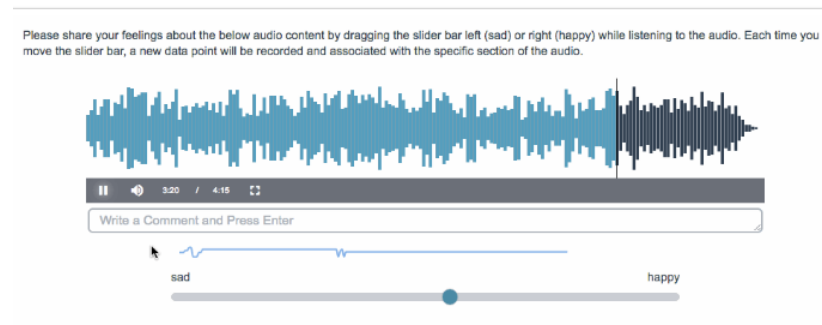 Please share your feelings about the below audio content by dragging the slider bar left (sad) or right (happy) while listening to the audio. Each time you
move the slider bar, a new data point will be recorded and associated with the specific section of the audio.
3:20 / 4:15
Write a Comment and Press Enter
sad happy